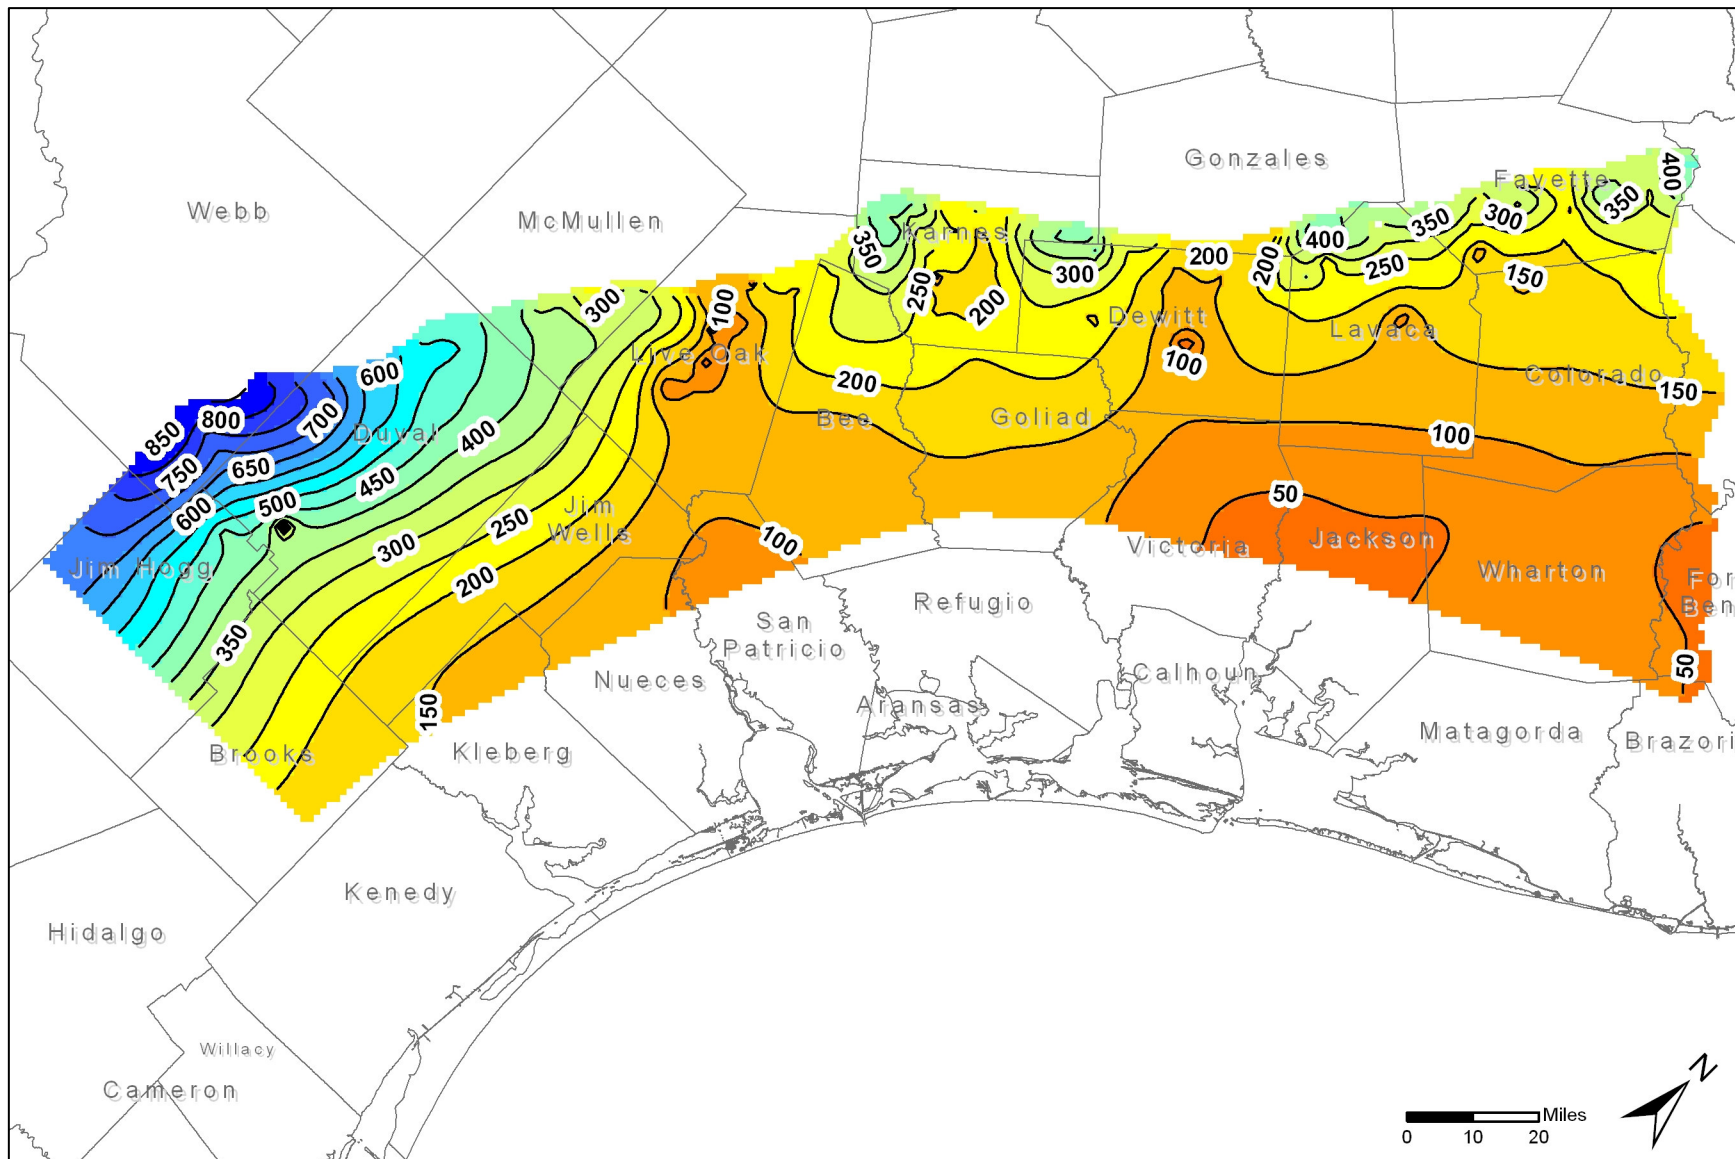 Gonzales
400
Fayette
350
300
Webb
McMullen
350
Karnes
350
400
250
200
200
300
250
150
300
200
100
Dewitt
Lavaca
Live Oak
100
600
200
Colorado
150
800
700
Bee
Goliad
850
Duval
400
100
750
650
450
50
600
500
250
Jim
Wells
300
100
Victoria
Jackson
Jim Hogg
200
Wharton
For
Ben
Refugio
350
San
Patricio
Calhoun
50
Nueces
Aransas
150
Brooks
Kleberg
Matagorda
Brazori
Kenedy
Hidalgo
Willacy
Cameron
N
Miles
0 10 20